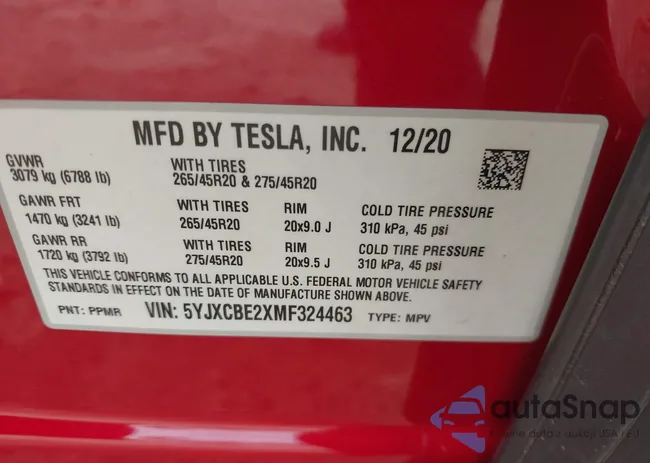 MFD BY TESLA, INC. 12/20
GVWR
3079 kg (6788 lb)
WITH TIRES
265/45R20 & 275/45R20
GAWR FRT
1470 kg (3241 lb)
WITH TIRES
265/45R20
RIM
20x9.0 J
COLD TIRE PRESSURE
310 kPa, 45 psi
GAWR RR
1720 kg (3792 lb)
WITH TIRES
275/45R20
RIM
20x9.5 J
COLD TIRE PRESSURE
310 kPa, 45 psi
THIS VEHICLE CONFORMS TO ALL APPLICABLE U.S. FEDERAL MOTOR VEHICLE SAFETY
STANDARDS IN EFFECT ON THE DATE OF MANUFACTURE SHOWN ABOVE.
PNT: PPMR VIN: 5YJXCBE2XMF324463 TYPE: MPV
autaSnap